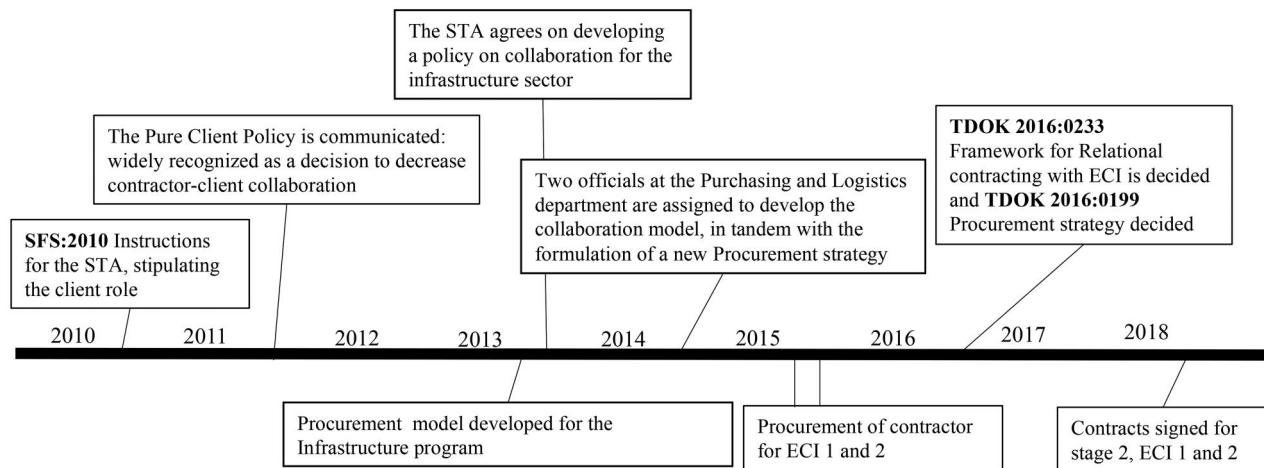 The STA agrees on developing
a policy on collaboration for the
infrastructure sector
The Pure Client Policy is communicated:
widely recognized as a decision to decrease
contractor-client collaboration
TDOK 2016:0233
Framework for Relational
contracting with ECI is decided
and TDOK 2016:0199
Procurement strategy decided
Two officials at the Purchasing and Logistics
department are assigned to develop the
collaboration model, in tandem with the
formulation of a new Procurement strategy
SFS:2010 Instructions
for the STA, stipulating
the client role
2010 2011 2012 2013 2014 2015 2016 2017 2018
Procurement model developed for the
Infrastructure program
Procurement of contractor
for ECI 1 and 2
Contracts signed for
stage 2, ECI 1 and 2